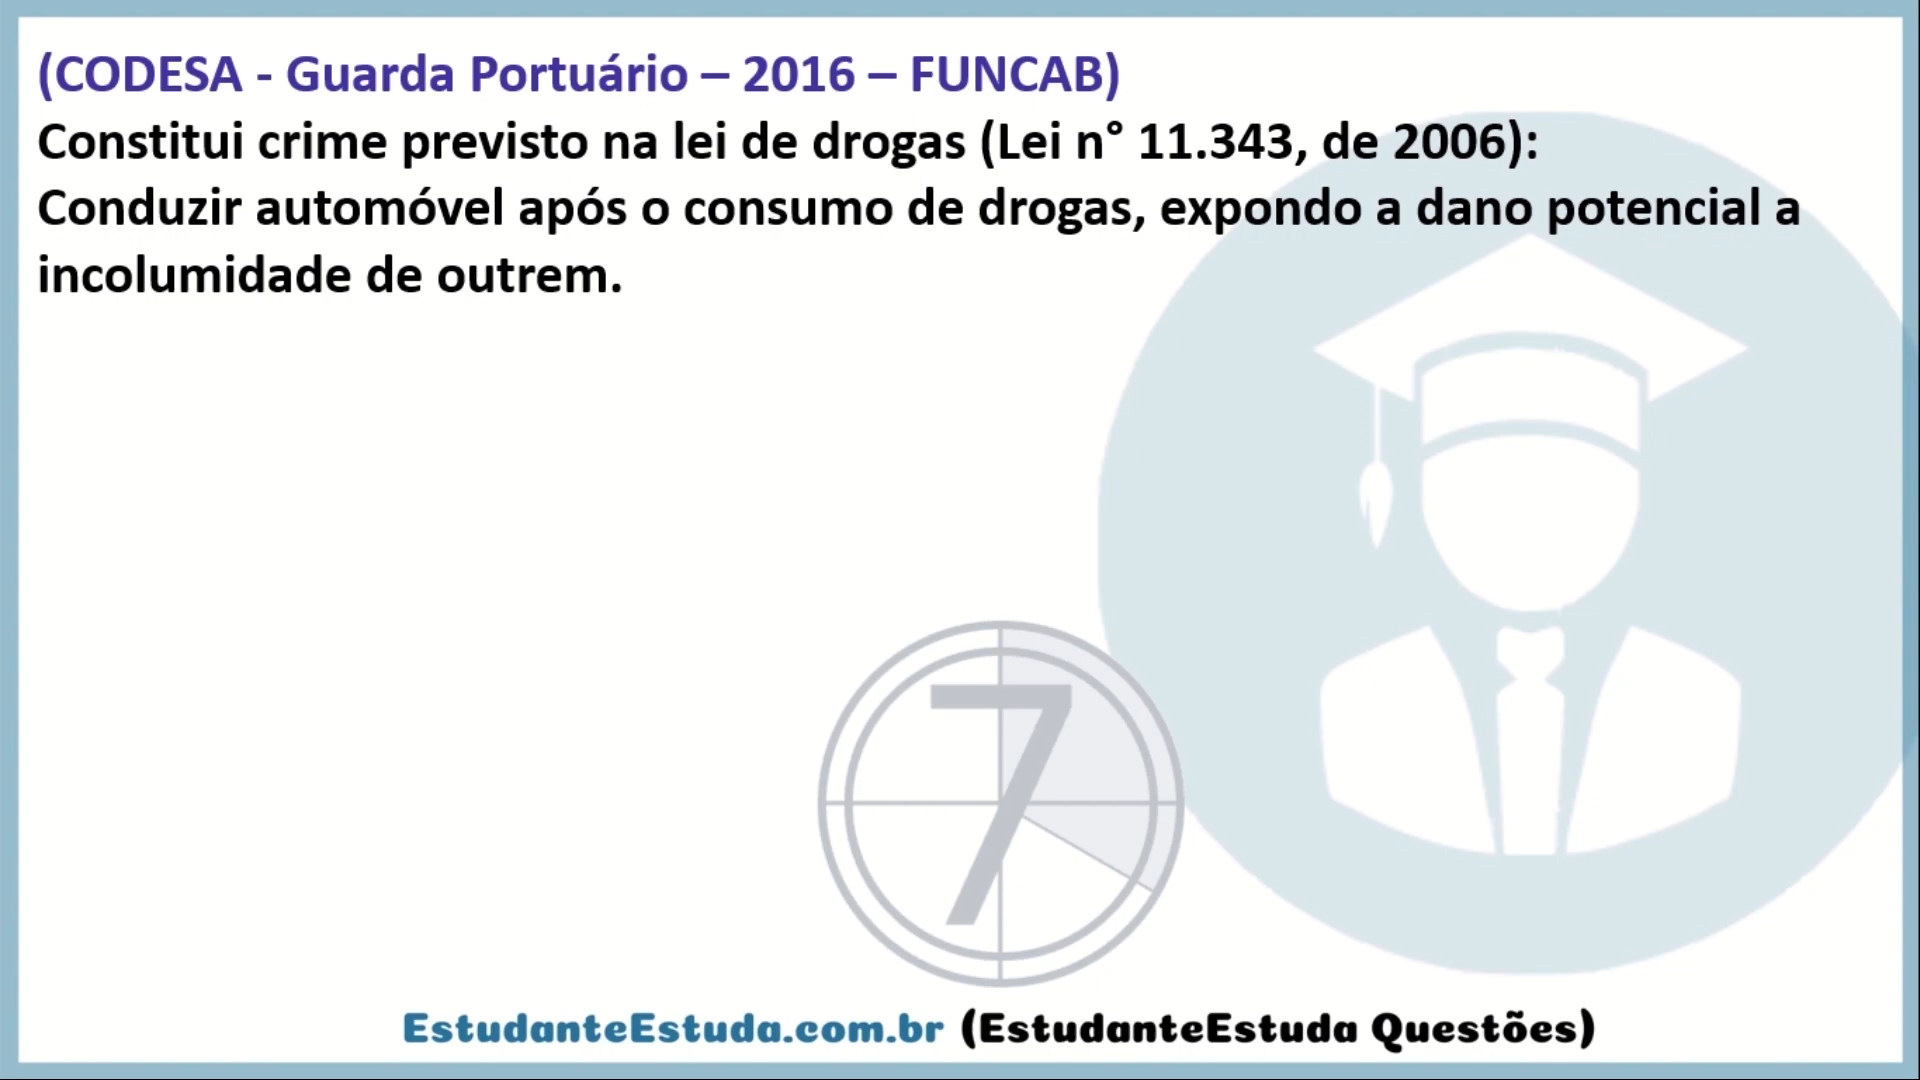 (CODESA - Guarda Portuário – 2016 – FUNCAB)
Constitui crime previsto na lei de drogas (Lei n° 11.343, de 2006):
Conduzir automóvel após o consumo de drogas, expondo a dano potencial a
incolumidade de outrem.
7
EstudanteEstuda.com.br (EstudanteEstuda Questões)